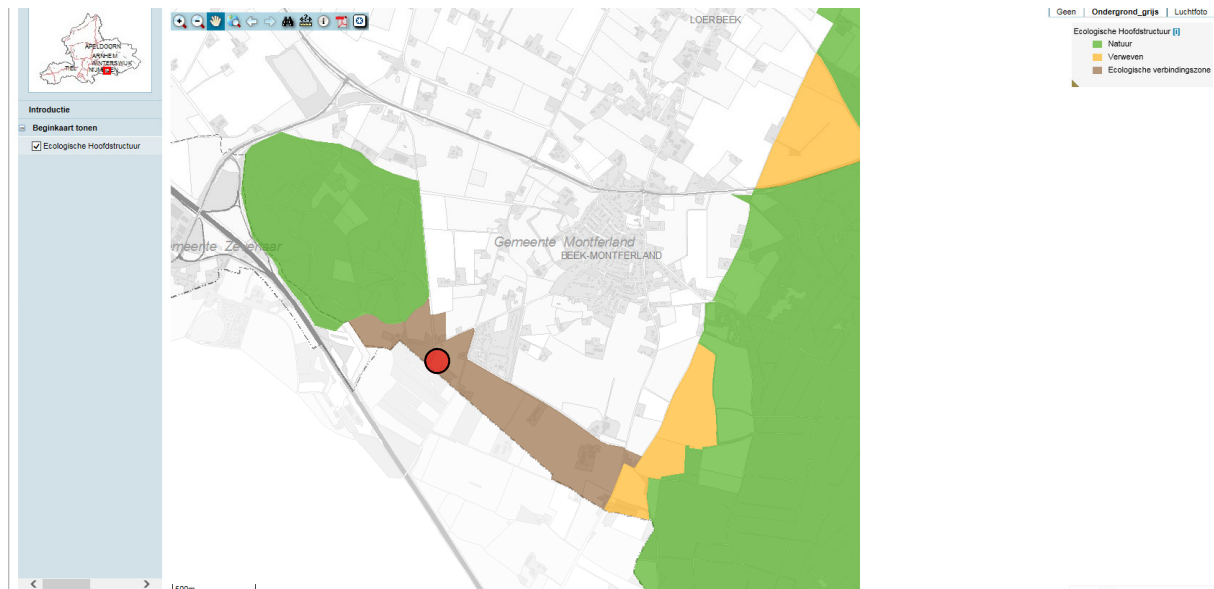 APELDOORN
ARNHEM
WINTERSWIJK
TIEL
NIJMEGEN
Introductie
Beginkaart tonen
Ecologische Hoofdstructuur
LOERBEEK
Gemeente Montferland
BEEK-MONTFERLAND
Zevenaar
500m
Geen | Ondergrond_grijs | Luchtfoto
Ecologische Hoofdstructuur [i]
Natuur
Verweven
Ecologische verbindingszone